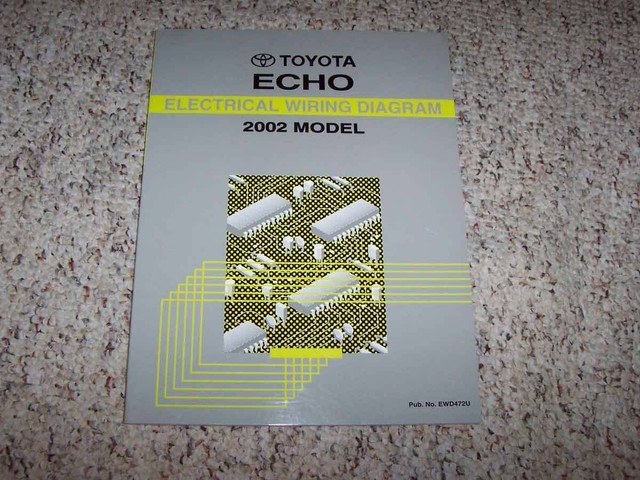 TOYOTA
ECHO
ELECTRICAL WIRING DIAGRAM
2002 MODEL
Pub. No. EWD472U